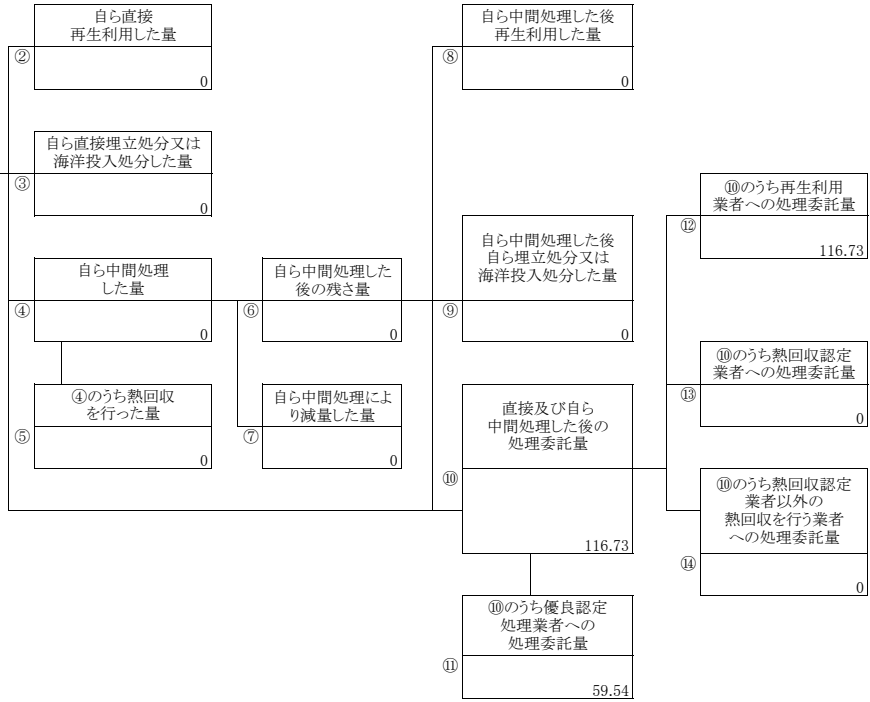 自ら直接
再生利用した量
②
0
自ら直接埋立処分又は
海洋投入処分した量
③
0
自ら中間処理
した量
④
0
④のうち熱回収
を行った量
⑤
0
自ら中間処理した
後の残さ量
⑥
0
自ら中間処理によ
り減量した量
⑦
0
自ら中間処理した後
再生利用した量
⑧
0
自ら中間処理した後
自ら埋立処分又は
海洋投入処分した量
⑨
0
直接及び自ら
中間処理した後の
処理委託量
⑩
116.73
⑩のうち優良認定
処理業者への
処理委託量
⑪
59.54
⑩のうち再生利用
業者への処理委託量
⑫
116.73
⑩のうち熱回収認定
業者への処理委託量
⑬
0
⑩のうち熱回収認定
業者以外の
熱回収を行う業者
への処理委託量
⑭
0